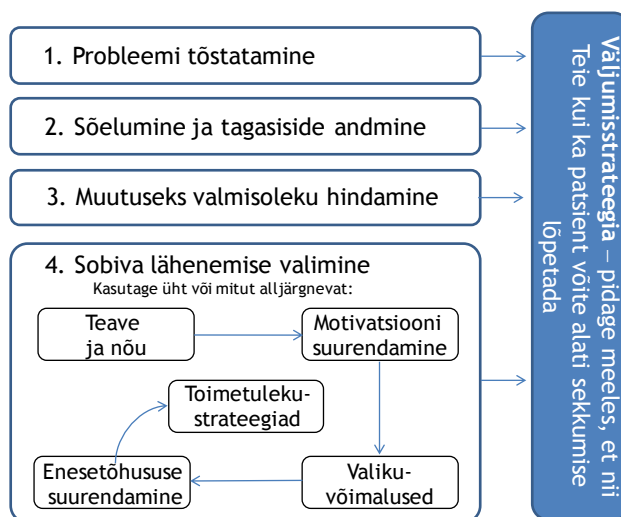 1. Probleemi tõstatamine
2. Sõelumine ja tagasiside andmine
3. Muutuseks valmisoleku hindamine
4. Sobiva lähenemise valimine
Kasutage üht või mitut alljärgnevat:
Teave
ja nõu
Motivatsiooni
suurendamine
Toimetuleku-
strateegiad
Enesetõhususe
suurendamine
Valiku-
võimalused
Väljumisstrateegia – pidage meeles, et nii
Teie kui ka patsient võite alati sekkumise
lõpetada